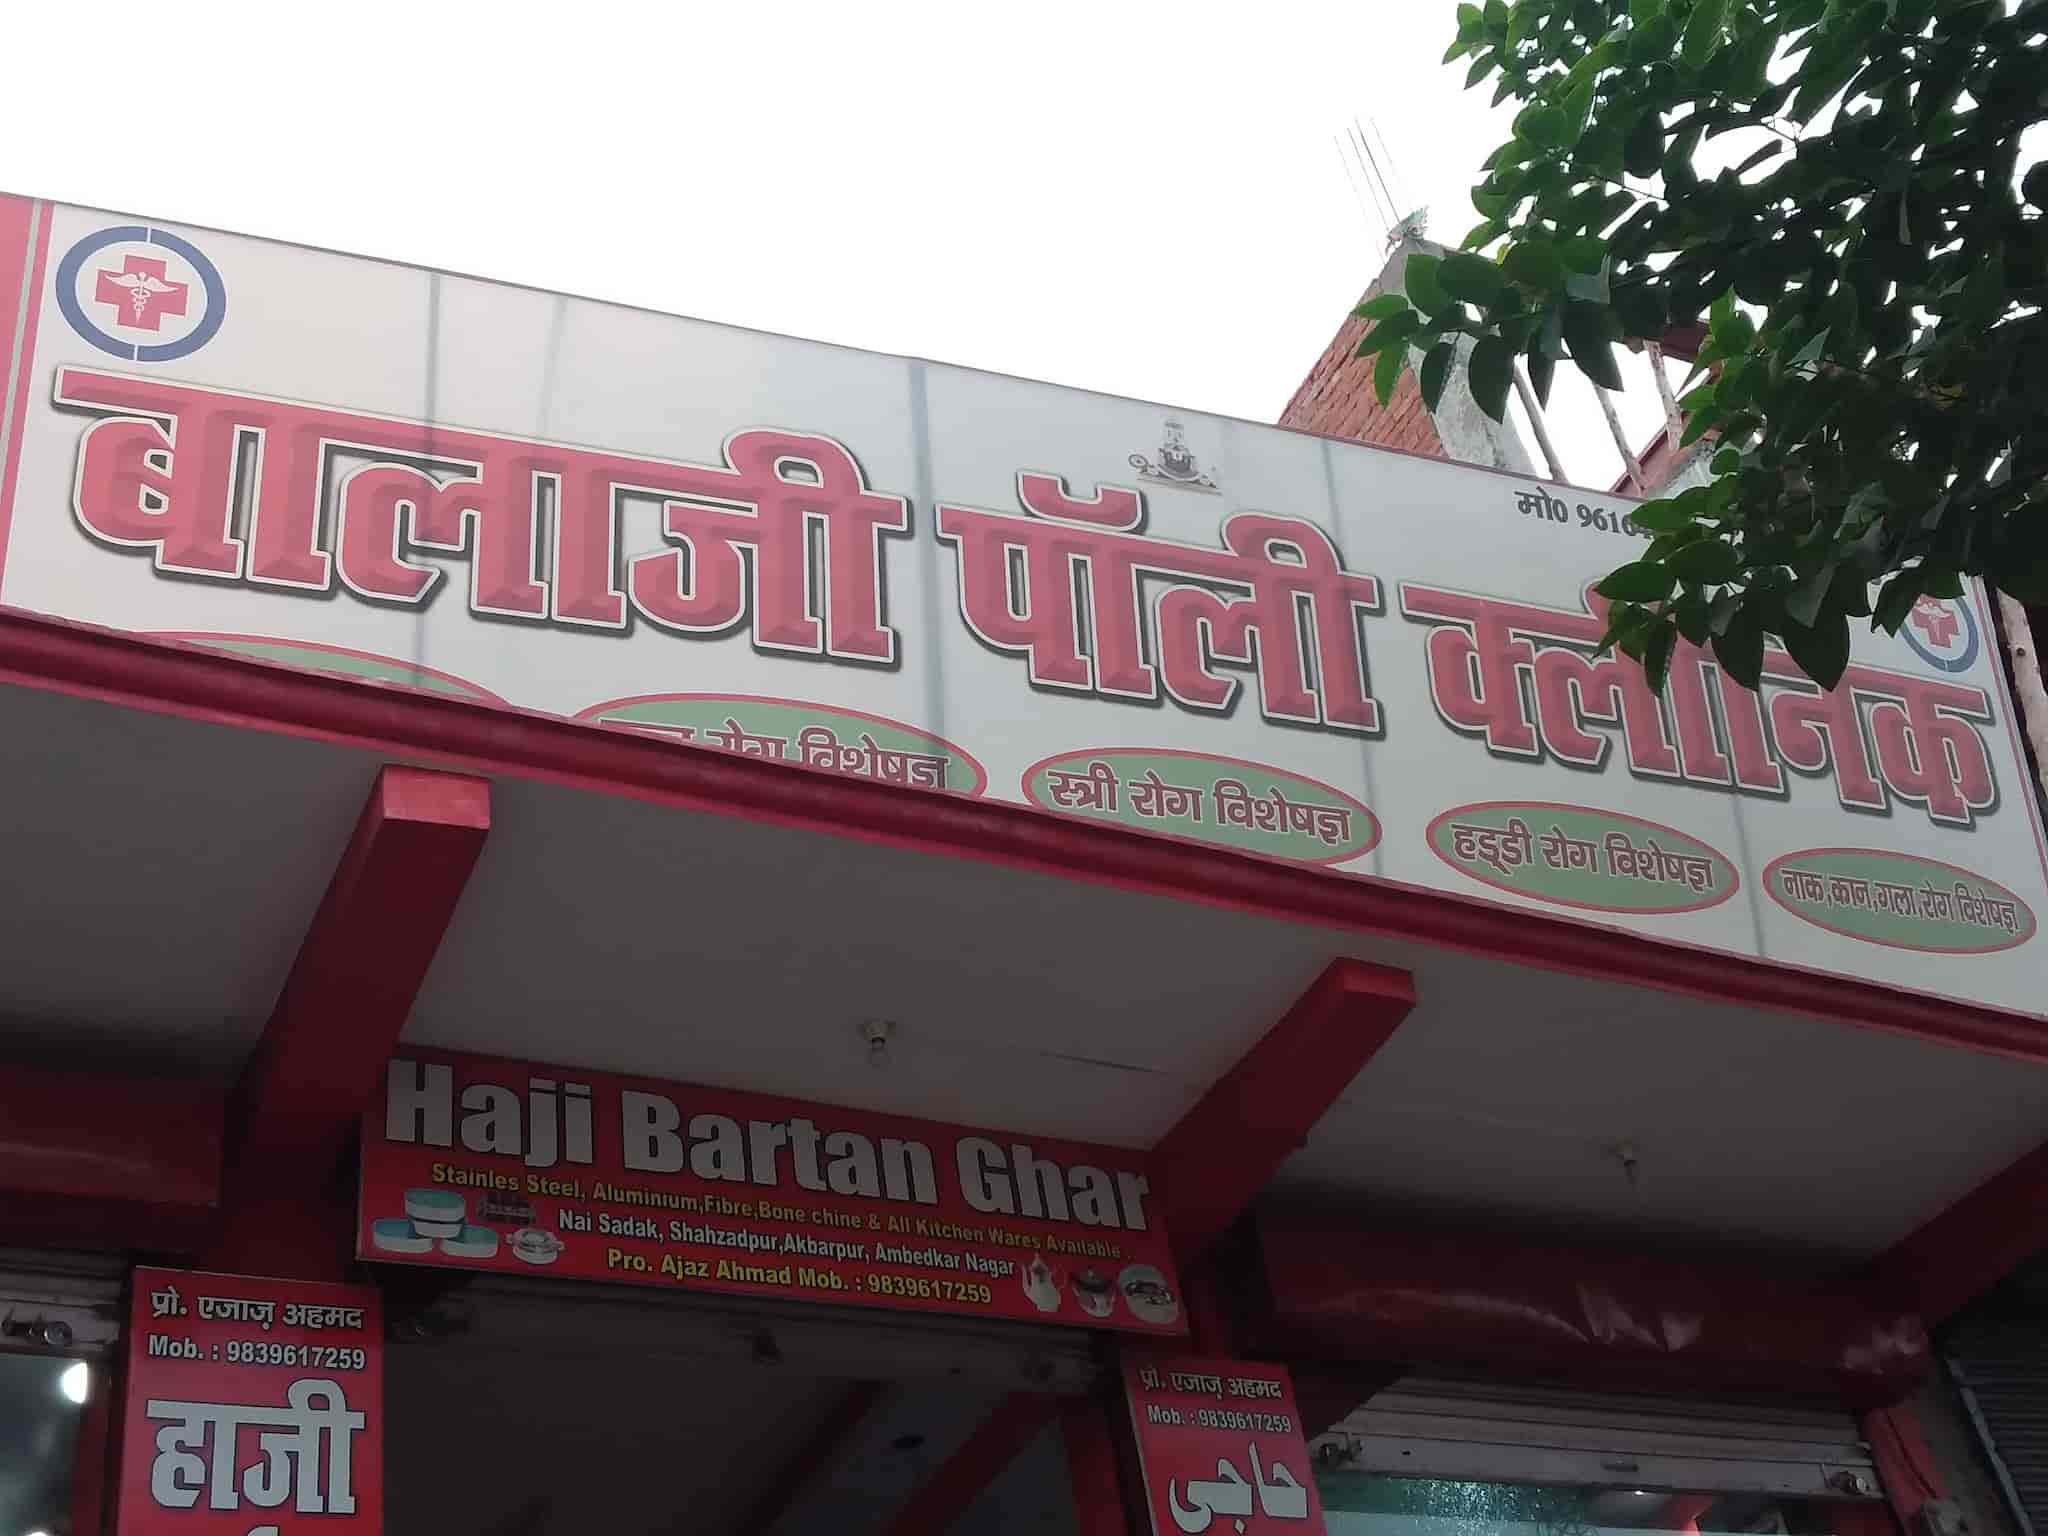 बालाजी पॉली क्लीनिक
मो0 9616
रोग विशेषज्ञ
स्त्री रोग विशेषज्ञ
हड्डी रोग विशेषज्ञ
नाक,कान,गला,रोग विशेषज्ञ
Haji Bartan Ghar
Stainles Steel, Aluminium,Fibre,Bone chine & All Kitchen Wares Available .
Nai Sadak, Shahzadpur,Akbarpur, Ambedkar Nagar
Pro. Ajaz Ahmad Mob. : 9839617259
प्रो. एजाज़ अहमद
Mob. : 9839617259
हाजी
प्रो. एजाज़ अहमद
Mob. : 9839617259
حاجی